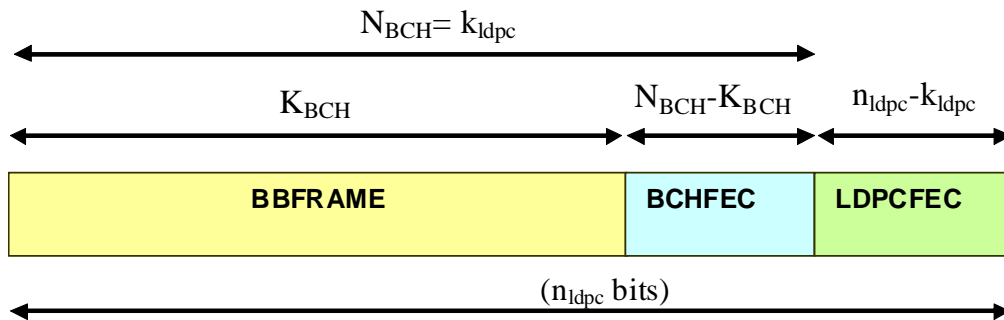 N_BCH= k_ldpc
K_BCH N_BCH-K_BCH n_ldpc-k_ldpc
BBFRAME BCHFEC LDPCFEC
(n_ldpc bits)